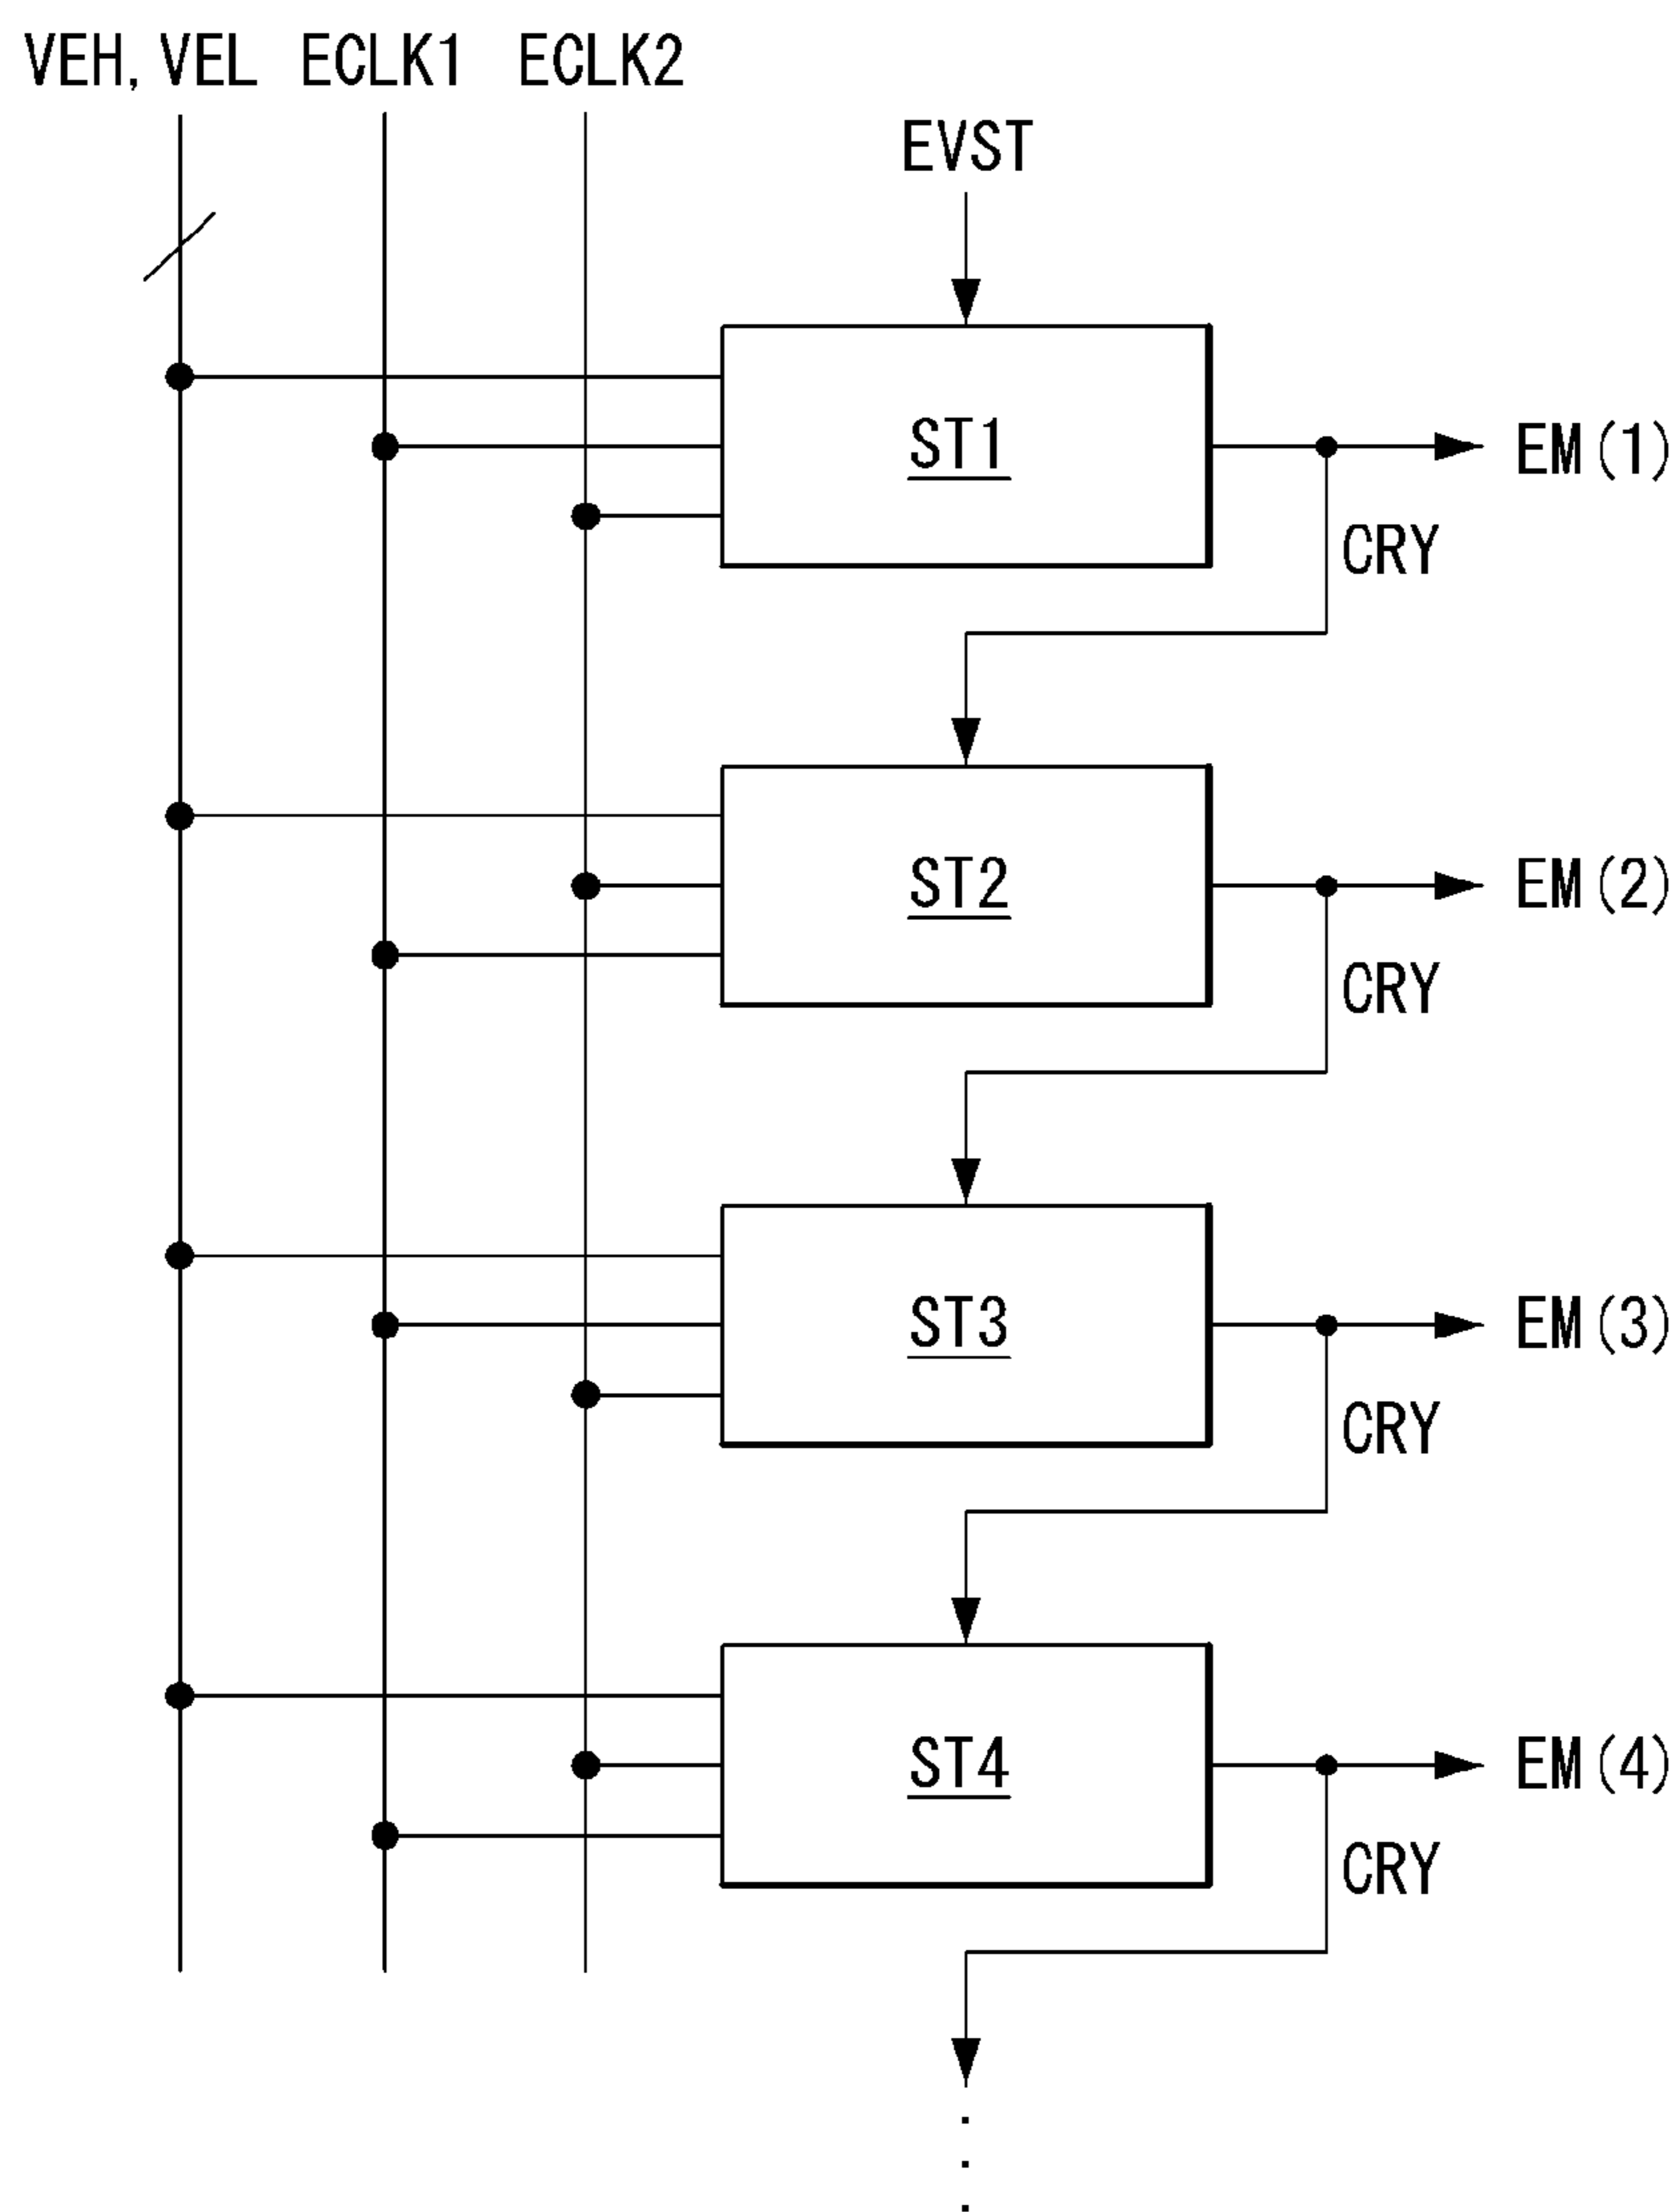 VEH, VEL ECLK1 ECLK2
EVST
ST1
EM(1)
CRY
ST2
EM(2)
CRY
ST3
EM(3)
CRY
ST4
EM(4)
CRY